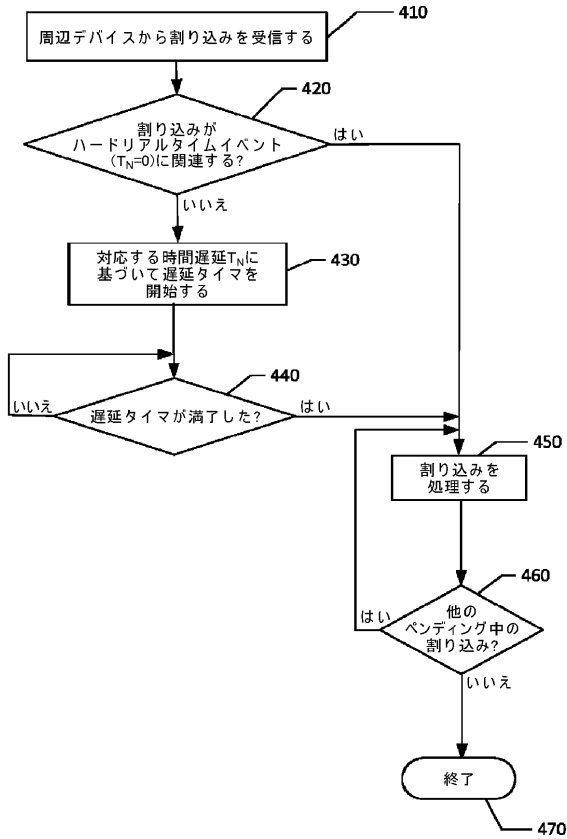 410
周辺デバイスから割り込みを受信する
420
割り込みが
ハードリアルタイムイベント
(TN=0)に関連する?
はい
いいえ
対応する時間遅延TNに
基づいて遅延タイマを
開始する
430
440
遅延タイマが満了した?
いいえ
はい
450
割り込みを
処理する
460
他の
ペンディング中の
割り込み?
はい
いいえ
終了
470